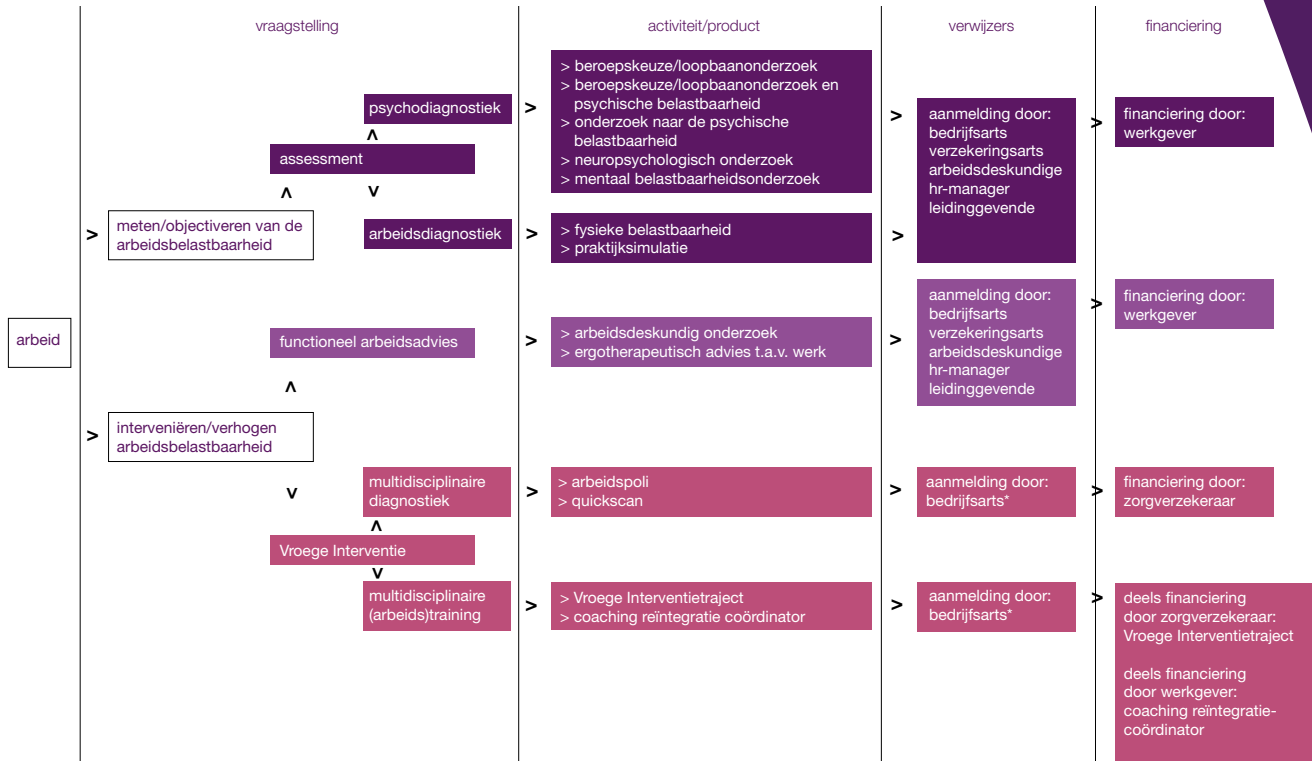 vraagstelling
activiteit/product
verwijzers
financiering
psychodiagnostiek
>
> beroepskeuze/loopbaanonderzoek
> beroepskeuze/loopbaanonderzoek en
psychische belastbaarheid
> onderzoek naar de psychische
belastbaarheid
> neuropsychologisch onderzoek
> mentaal belastbaarheidsonderzoek
>
aanmelding door:
bedrijfsarts
verzekeringsarts
arbeidsdeskundige
hr-manager
leidinggevende
>
financiering door:
werkgever
>
assessment
>
>
>
meten/objectiveren van de
arbeidsbelastbaarheid
arbeidsdiagnostiek
>
> fysieke belastbaarheid
> praktijksimulatie
>
arbeid
functioneel arbeidsadvies
>
> arbeidsdeskundig onderzoek
> ergotherapeutisch advies t.a.v. werk
>
aanmelding door:
bedrijfsarts
verzekeringsarts
arbeidsdeskundige
hr-manager
leidinggevende
>
financiering door:
werkgever
>
>
interveniëren/verhogen
arbeidsbelastbaarheid
>
multidisciplinaire
diagnostiek
>
> arbeidspoli
> quickscan
>
aanmelding door:
bedrijfsarts*
>
financiering door:
zorgverzekeraar
>
Vroege Interventie
>
multidisciplinaire
(arbeids)training
>
> Vroege Interventietraject
> coaching reïntegratie coördinator
>
aanmelding door:
bedrijfsarts*
>
deels financiering
door zorgverzekeraar:
Vroege Interventietraject
deels financiering
door werkgever:
coaching reïntegratie-
coördinator